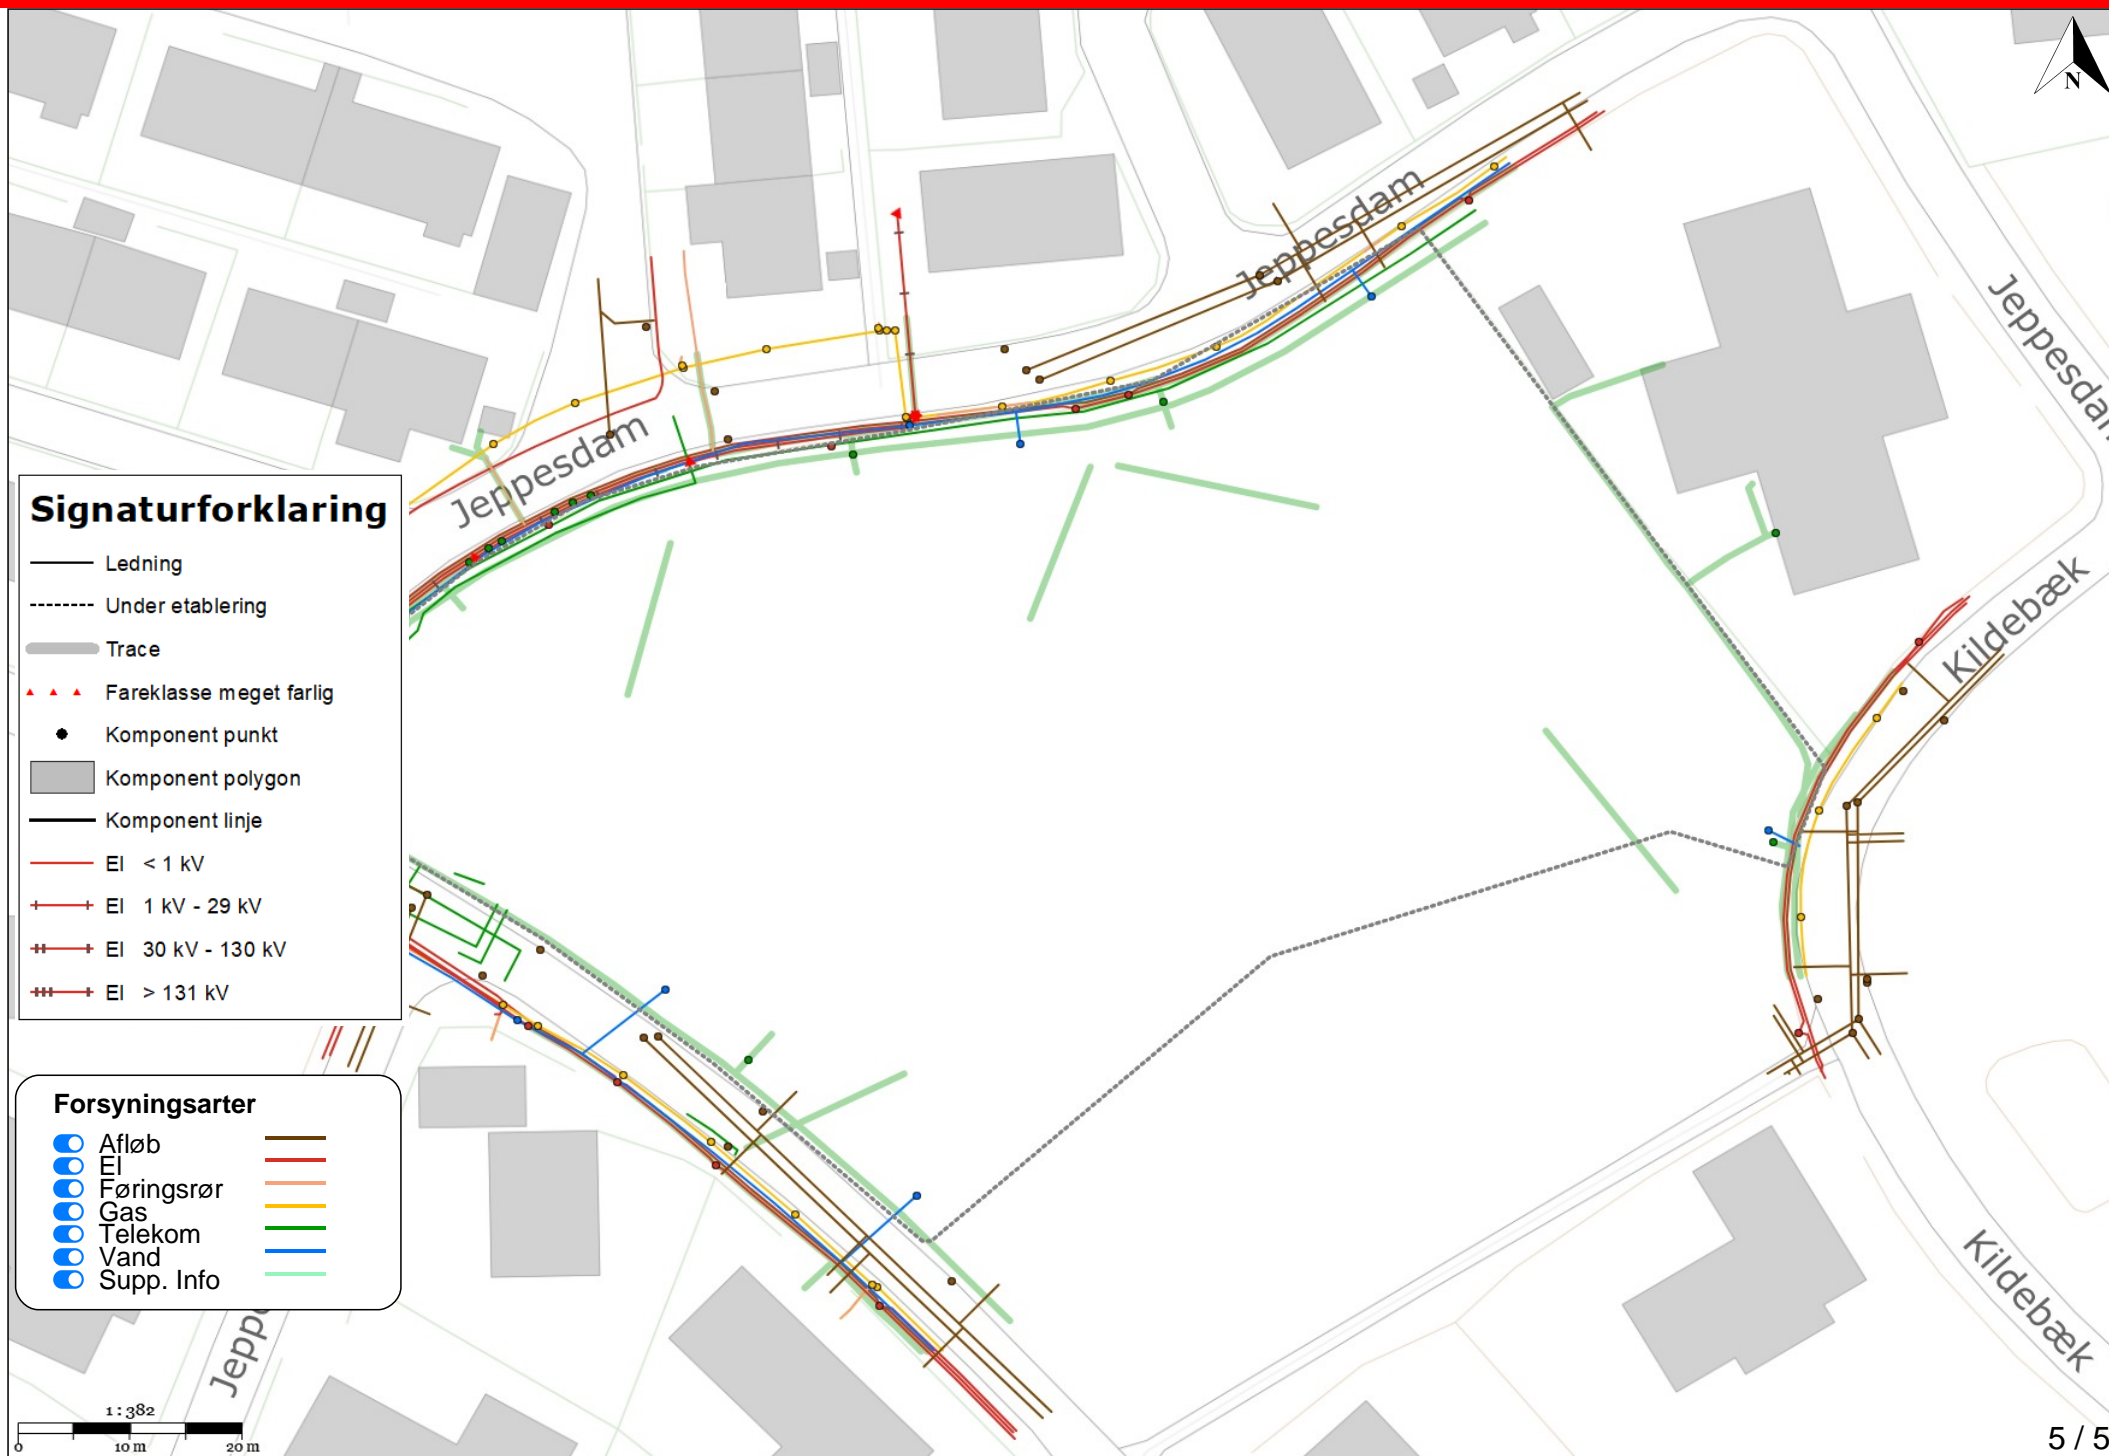 N
Jeppesdam
Jeppesdam
Jeppesdam
Kildebæk
Signaturforklaring
Ledning
Under etablering
Trace
Fareklasse meget farlig
Komponent punkt
Komponent polygon
Komponent linje
El < 1 kV
El 1 kV - 29 kV
El 30 kV - 130 kV
El > 131 kV
Forsyningsarter
Afløb
El
Føringsrør
Gas
Telekom
Vand
Supp. Info
Jeppe
Kildebæk
1:382
0 10 m 20 m
5 / 5